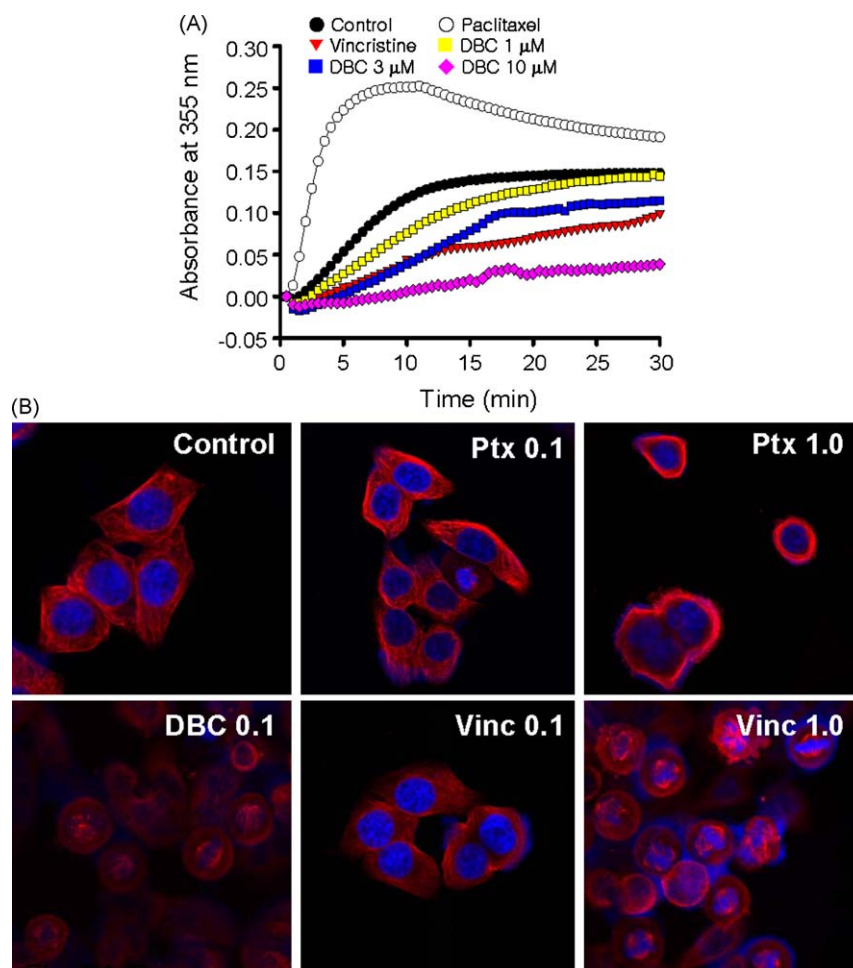 (A)
Control
Paclitaxel
Vincristine
DBC 1 μM
DBC 3 μM
DBC 10 μM
Absorbance at 355 nm
0.30
0.25
0.20
0.15
0.10
0.05
0.00
-0.05
0 5 10 15 20 25 30
Time (min)
(B)
Control
Ptx 0.1
Ptx 1.0
DBC 0.1
Vinc 0.1
Vinc 1.0